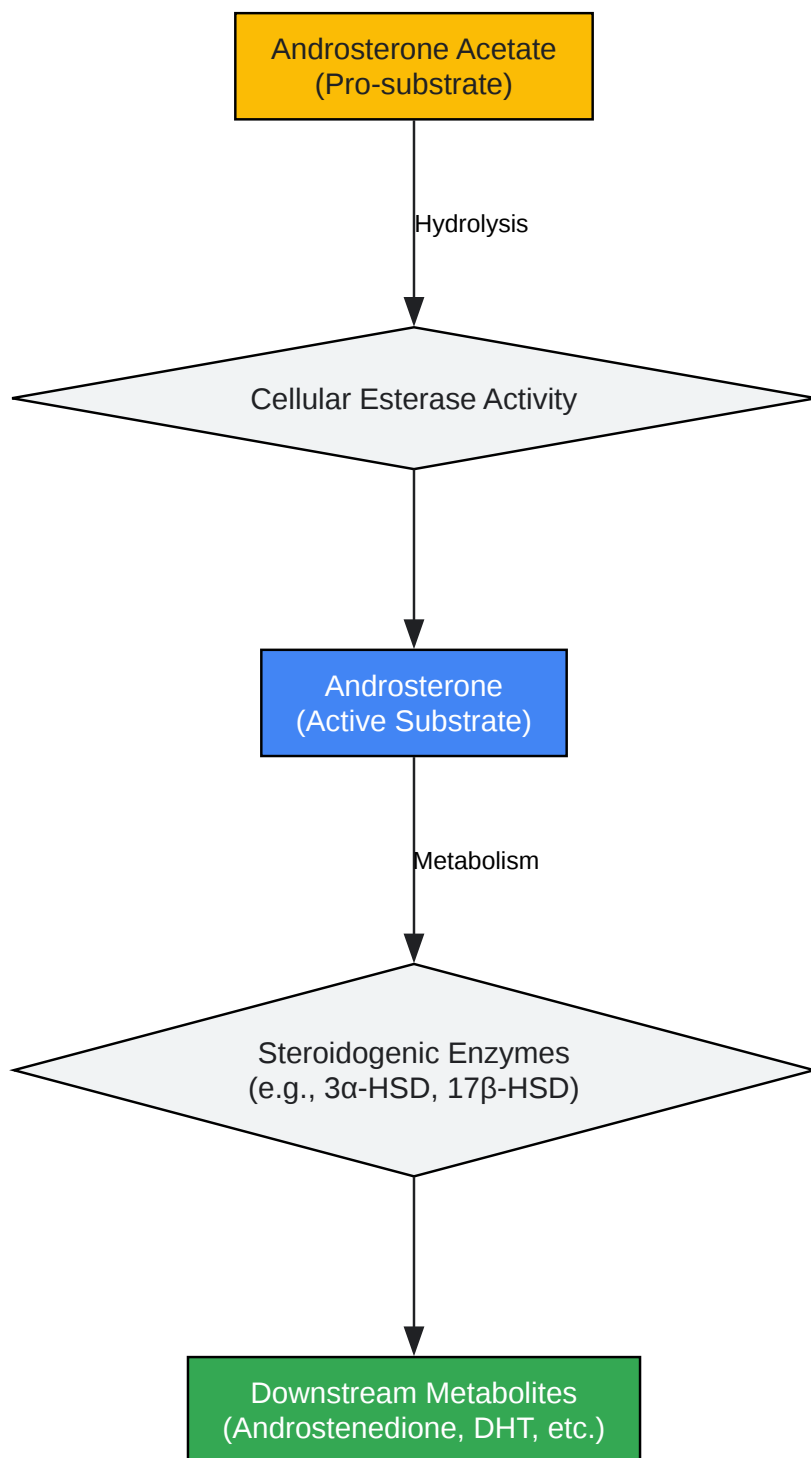 Androsterone Acetate
(Pro-substrate)
Hydrolysis
Cellular Esterase Activity
Androsterone
(Active Substrate)
Metabolism
Steroidogenic Enzymes
(e.g., 3α-HSD, 17β-HSD)
Downstream Metabolites
(Androstenedione, DHT, etc.)